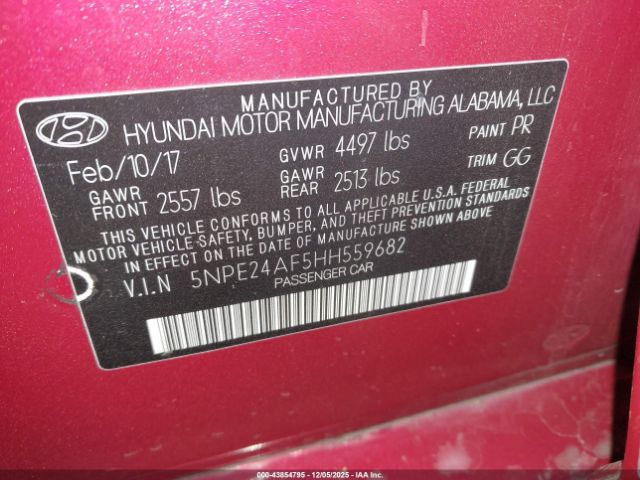 MANUFACTURED BY
HYUNDAI MOTOR MANUFACTURING ALABAMA, LLC
Feb/10/17 GVWR 4497 lbs PAINT PR
GAWR FRONT 2557 lbs GAWR REAR 2513 lbs TRIM GG
THIS VEHICLE CONFORMS TO ALL APPLICABLE U.S.A. FEDERAL
MOTOR VEHICLE-SAFETY, BUMPER, AND THEFT PREVENTION STANDARDS
IN EFFECT ON THE DATE OF MANUFACTURE SHOWN ABOVE
V.I.N 5NPE24AF5HH559682
PASSENGER CAR
000-43854795 - 12/05/2025 - IAAI.COM